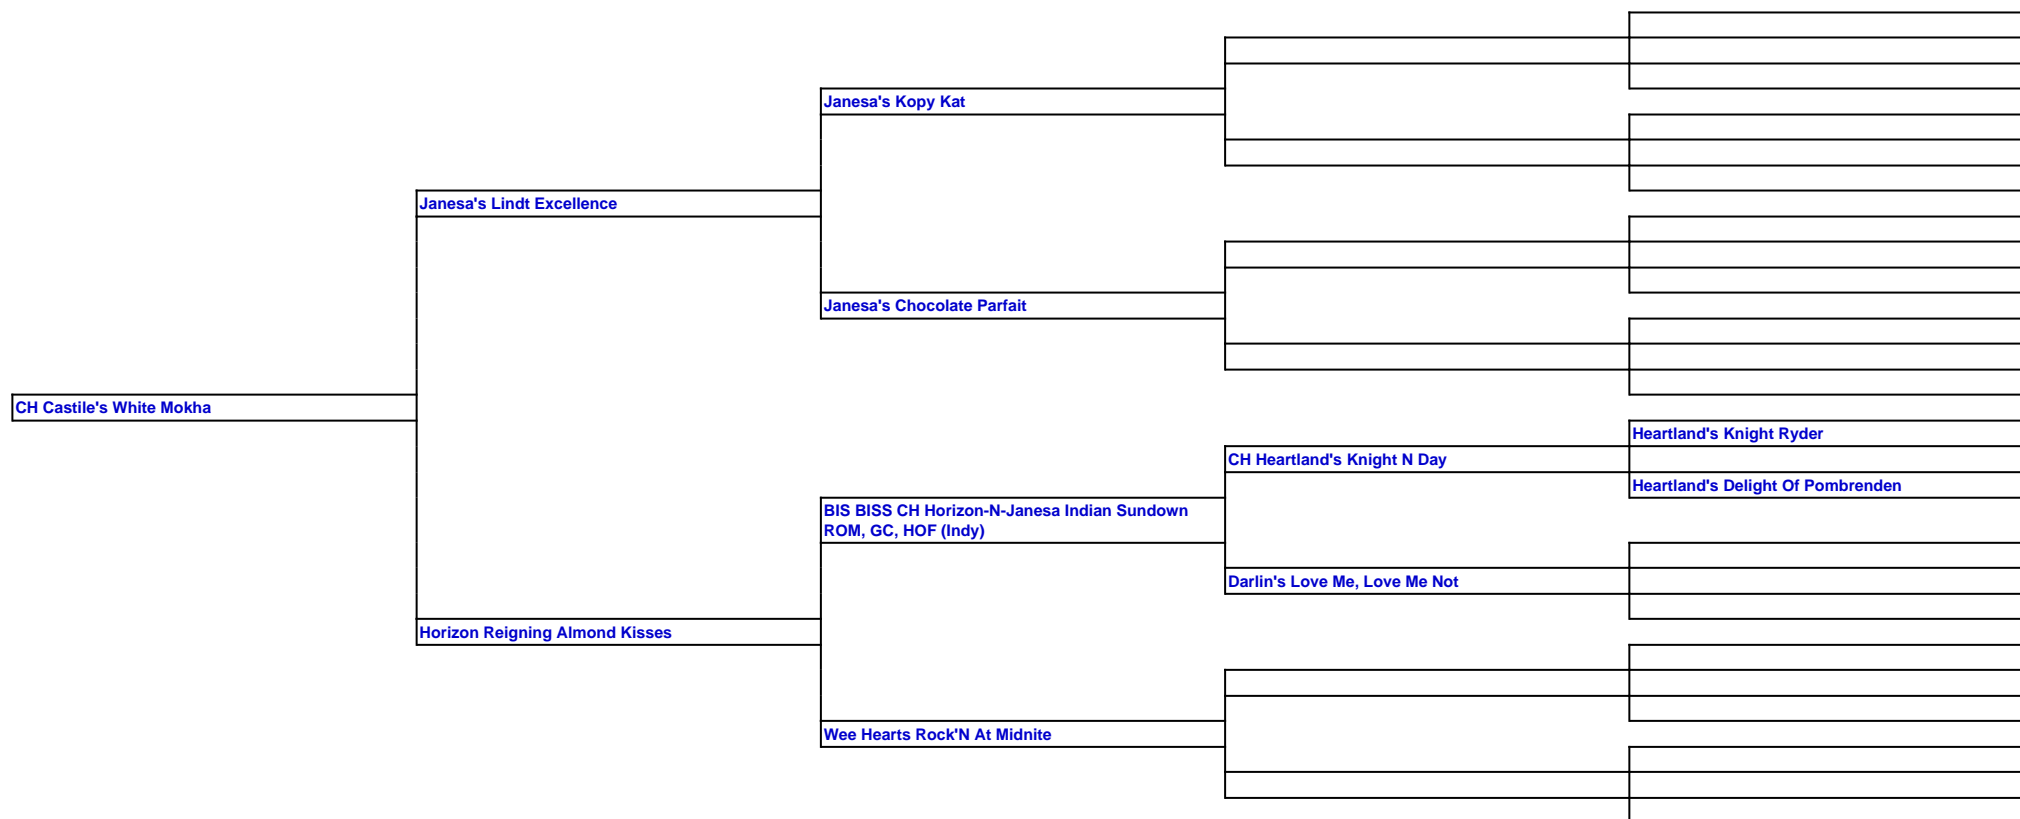 Janesa's Kopy Kat
Janesa's Lindt Excellence
Janesa's Chocolate Parfait
CH Castile's White Mokha
Heartland's Knight Ryder
CH Heartland's Knight N Day
Heartland's Delight Of Pombrenden
BIS BISS CH Horizon-N-Janesa Indian Sundown
ROM, GC, HOF (Indy)
Darlin's Love Me, Love Me Not
Horizon Reigning Almond Kisses
Wee Hearts Rock'N At Midnite